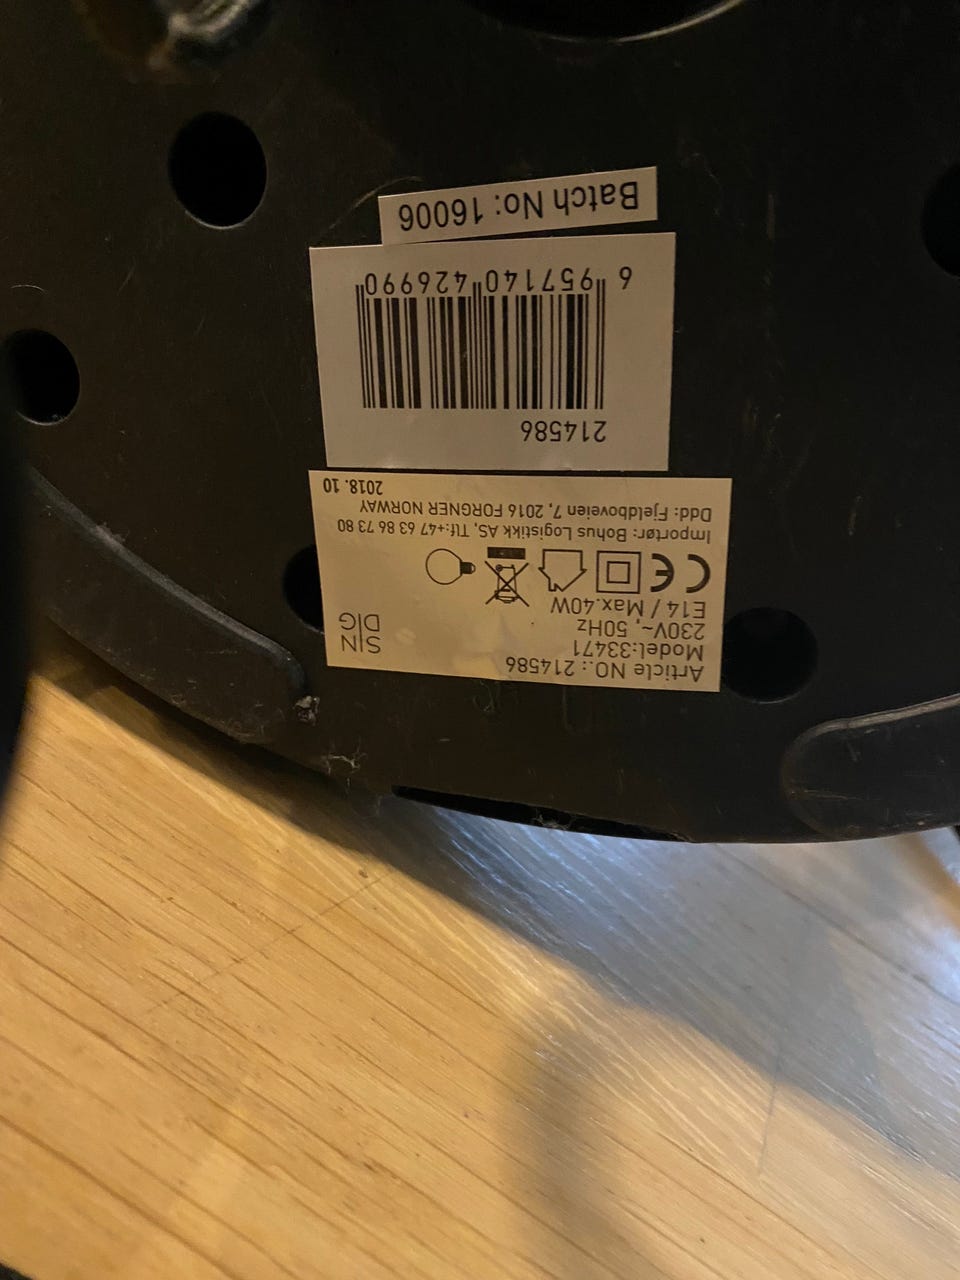 Article NO.: 214586
Model:33471
230V~, 50Hz
E14 / Max.40W
SIN
DIG
CE
Importør: Bohus Logistikk AS, Tlf:+47 63 86 73 80
Ddd: Fjeldboveien 7, 2016 FORGNER NORWAY
2018. 10
214586
6 957140 426990
Batch No: 16006